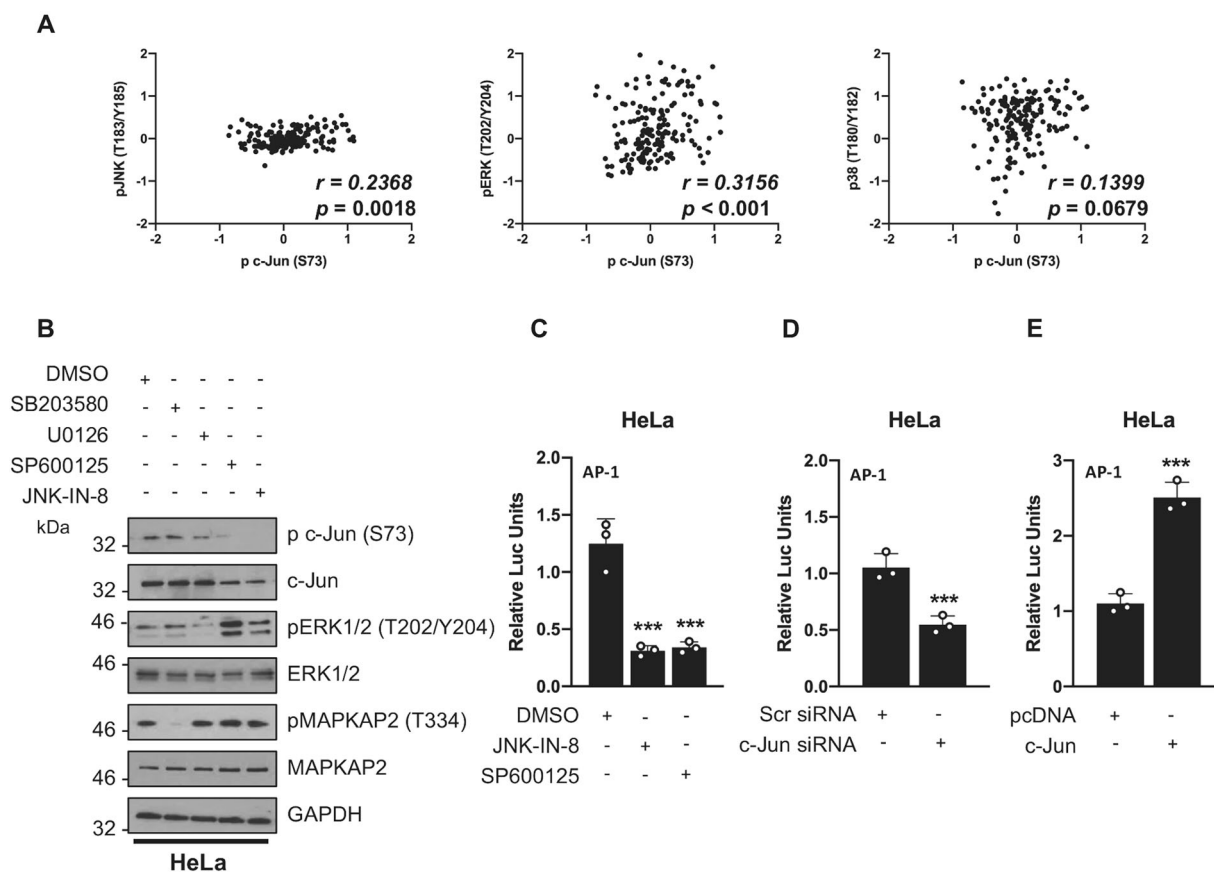 A
pJNK (T183/Y185)
2
1
0
-1
-2
-2 -1 0 1 2
r = 0.2368
p = 0.0018
p c-Jun (S73)
pERK (T202/Y204)
2
1
0
-1
-2
-2 -1 0 1 2
r = 0.3156
p < 0.001
p c-Jun (S73)
p38 (T180/Y182)
2
1
0
-1
-2
-2 -1 0 1 2
r = 0.1399
p = 0.0679
p c-Jun (S73)
B
DMSO + - - - -
SB203580 - + - - -
U0126 - - + - -
SP600125 - - - + -
JNK-IN-8 - - - - +
kDa
32 p c-Jun (S73)
32 c-Jun
46 pERK1/2 (T202/Y204)
46 ERK1/2
46 pMAPKAP2 (T334)
46 MAPKAP2
32 GAPDH
HeLa
C
HeLa
AP-1
Relative Luc Units
2.0
1.5
1.0
0.5
0.0
*** ***
DMSO + - -
JNK-IN-8 - + -
SP600125 - - +
D
HeLa
AP-1
Relative Luc Units
2.0
1.5
1.0
0.5
0.0
***
Scr siRNA + -
c-Jun siRNA - +
E
HeLa
AP-1
Relative Luc Units
3
2
1
0
***
pcDNA + -
c-Jun - +